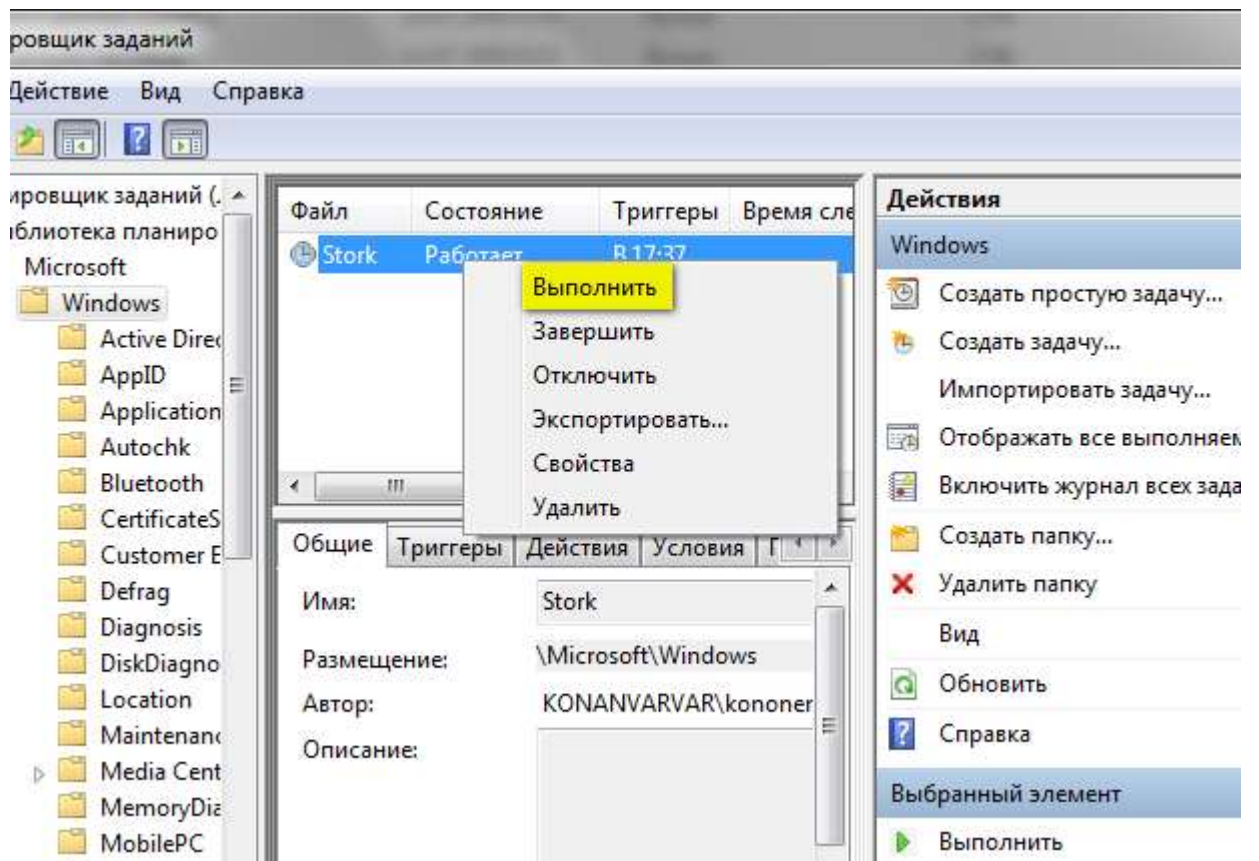 ровщик заданий
Действие Вид Справка
ировщик заданий (.
блиотека планиро
Microsoft
Windows
Active Direc
AppID
Application
Autochk
Bluetooth
CertificateS
Customer E
Defrag
Diagnosis
DiskDiagno
Location
Maintenanc
Media Cent
MemoryDia
MobilePC
Файл Состояние Триггеры Время сле
Stork Работает В 17:37
Выполнить
Завершить
Отключить
Экспортировать...
Свойства
Удалить
Общие Триггеры Действия Условия
Имя: Stork
Размещение: \Microsoft\Windows
Автор: KONANVARVAR\kononer
Описание:
Действия
Windows
Создать простую задачу...
Создать задачу...
Импортировать задачу...
Отображать все выполняем
Включить журнал всех зада
Создать папку...
Удалить папку
Вид
Обновить
Справка
Выбранный элемент
Выполнить